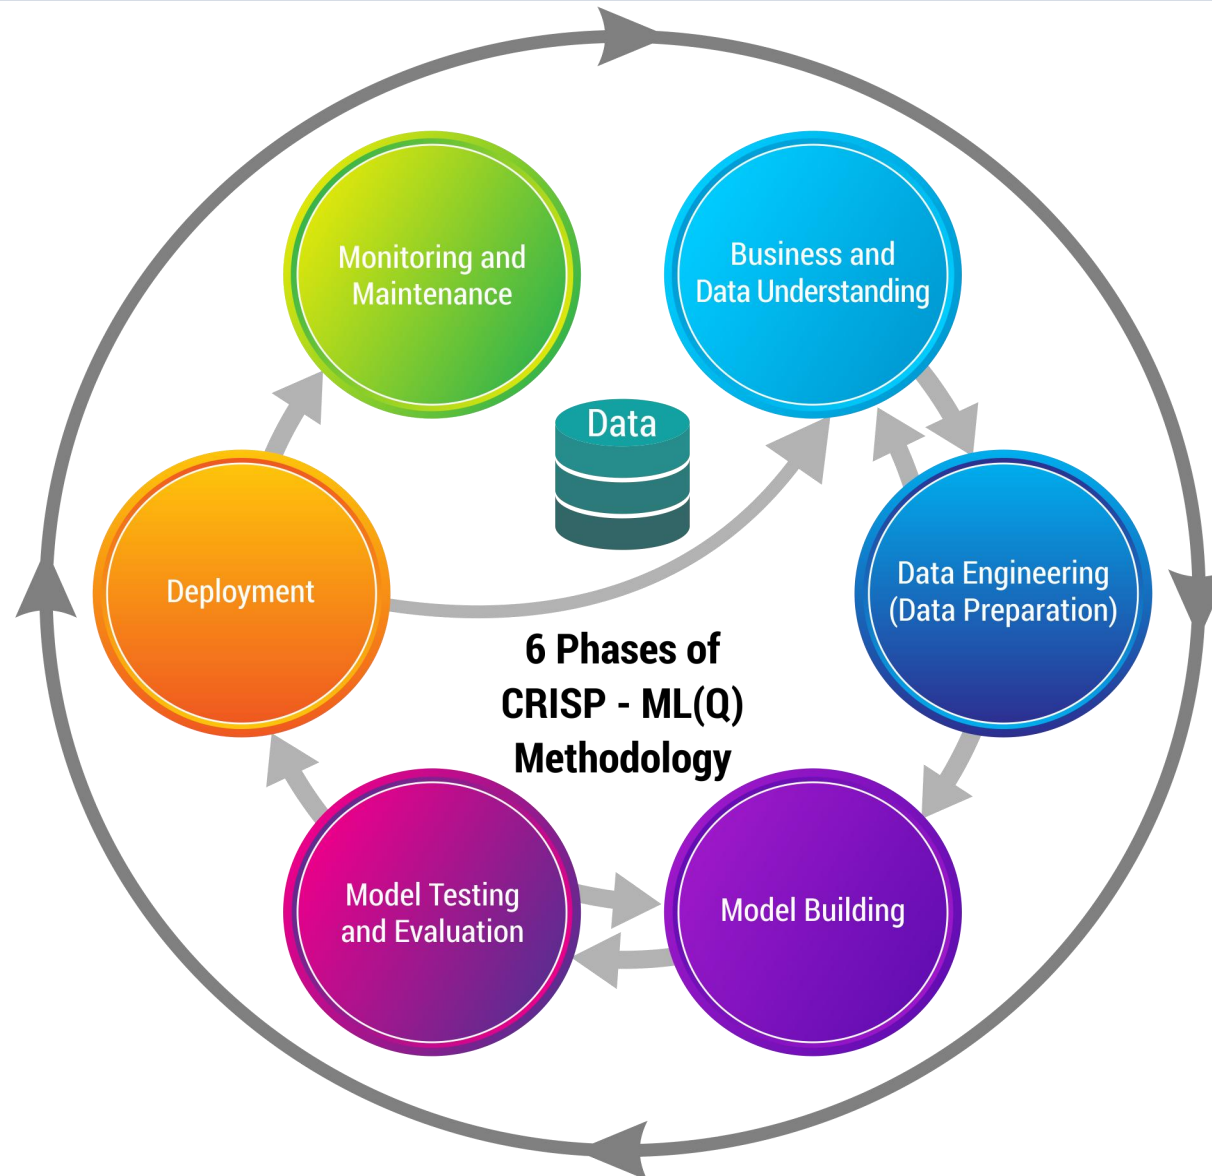 Monitoring and
Maintenance
Business and
Data Understanding
Data
Deployment
Data Engineering
(Data Preparation)
6 Phases of
CRISP - ML(Q)
Methodology
Model Testing
and Evaluation
Model Building